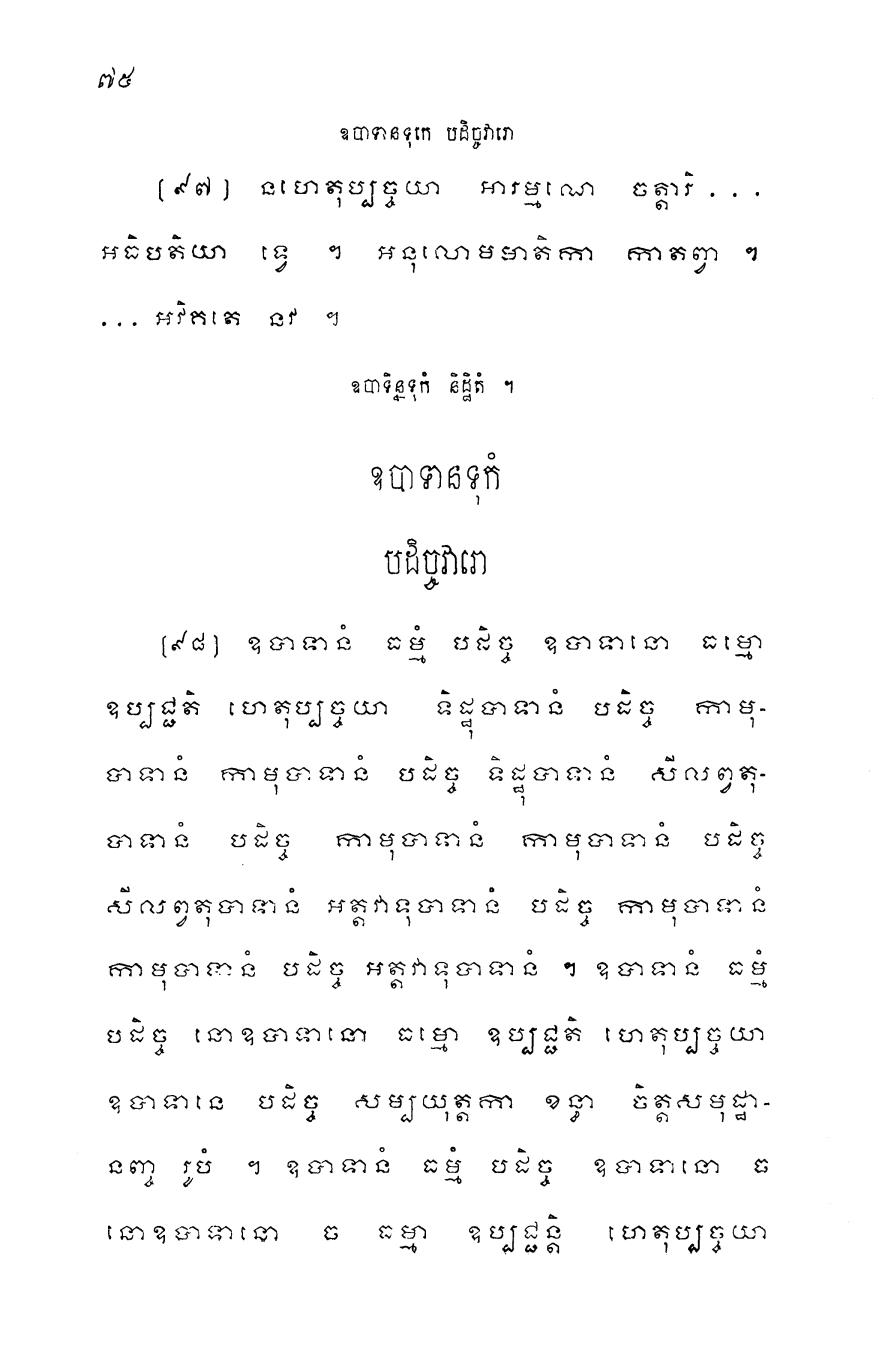 ៧៥
ឧបាទានទុកេ បដិច្ចវារោ
[៩៧] នហេតុប្បច្ចយា អារម្មណេ ចត្តារិ . . .
អធិបតិយា ទ្វេ ។ អនុលោមមាតិកា កាតព្វា ។
... អវិគតេ នវ ។
ឧបាទិន្នទុកំ និដ្ឋិតំ ។
ឧបាទានទុកំ
បដិច្ចវារោ
[៩៨] ឧបាទានំ ធម្មំ បដិច្ច ឧបាទានោ ធម្មោ
ឧប្បជ្ជតិ ហេតុប្បច្ចយា ទិដ្ឋុបាទានំ បដិច្ច កាមុ-
បាទានំ កាមុបាទានំ បដិច្ច ទិដ្ឋុបាទានំ សីលព្វតុ-
បាទានំ បដិច្ច កាមុបាទានំ កាមុបាទានំ បដិច្ច
សីលព្វតុបាទានំ អត្តវាទុបាទានំ បដិច្ច កាមុបាទានំ
កាមុបាទានំ បដិច្ច អត្តវាទុបាទានំ ។ ឧបាទានំ ធម្មំ
បដិច្ច នោឧបាទានោ ធម្មោ ឧប្បជ្ជតិ ហេតុប្បច្ចយា
ឧបាទានេ បដិច្ច សម្បយុត្តកា ខន្ធា ចិត្តសមុដ្ឋា-
នញ្ច រូបំ ។ ឧបាទានំ ធម្មំ បដិច្ច ឧបាទានោ ច
នោឧបាទានោ ច ធម្មា ឧប្បជ្ជន្តិ ហេតុប្បច្ចយា